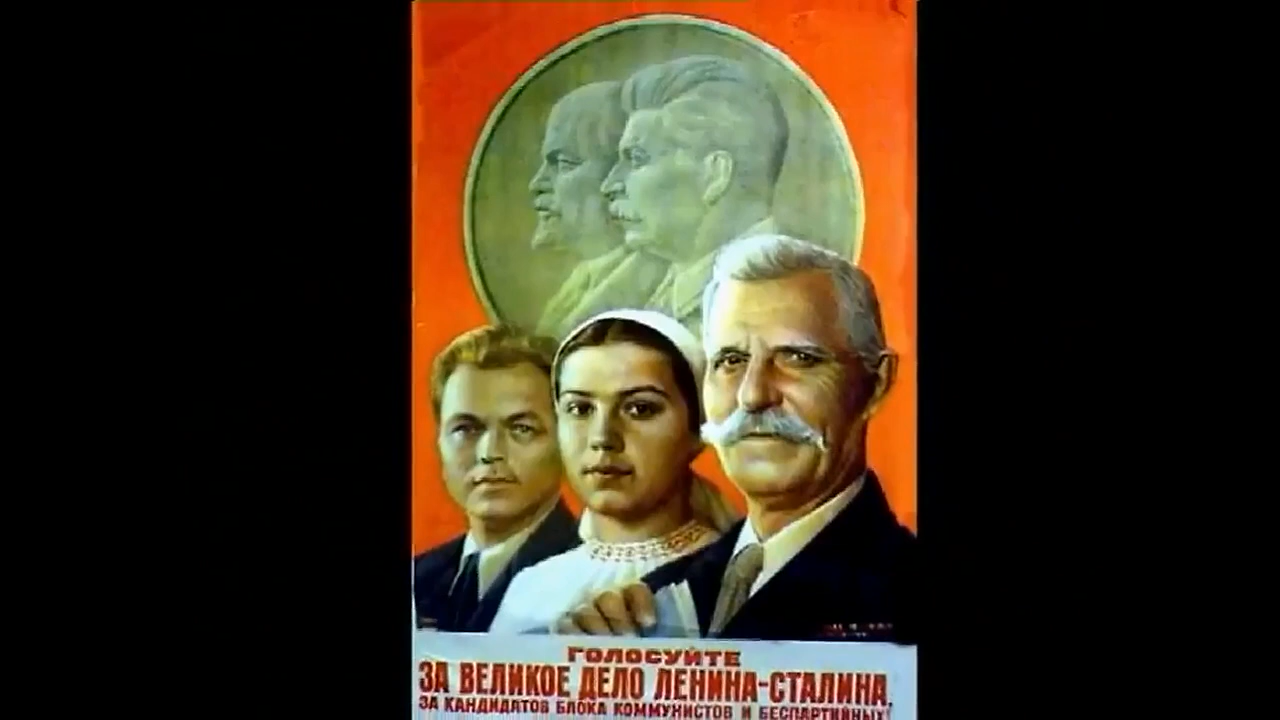 ГОЛОСУЙТЕ
ЗА ВЕЛИКОЕ ДЕЛО ЛЕНИНА-СТАЛИНА,
ЗА КАНДИДАТОВ БЛОКА КОММУНИСТОВ И БЕСПАРТИЙНЫХ!